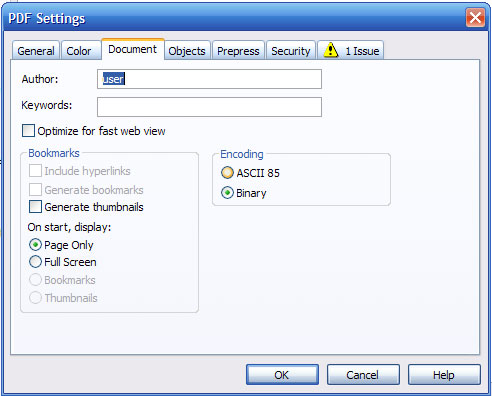 PDF Settings
General Color Document Objects Prepress Security 1 Issue
Author: user
Keywords:
Optimize for fast web view
Bookmarks
Include hyperlinks
Generate bookmarks
Generate thumbnails
On start, display:
Page Only
Full Screen
Bookmarks
Thumbnails
Encoding
ASCII 85
Binary
OK Cancel Help